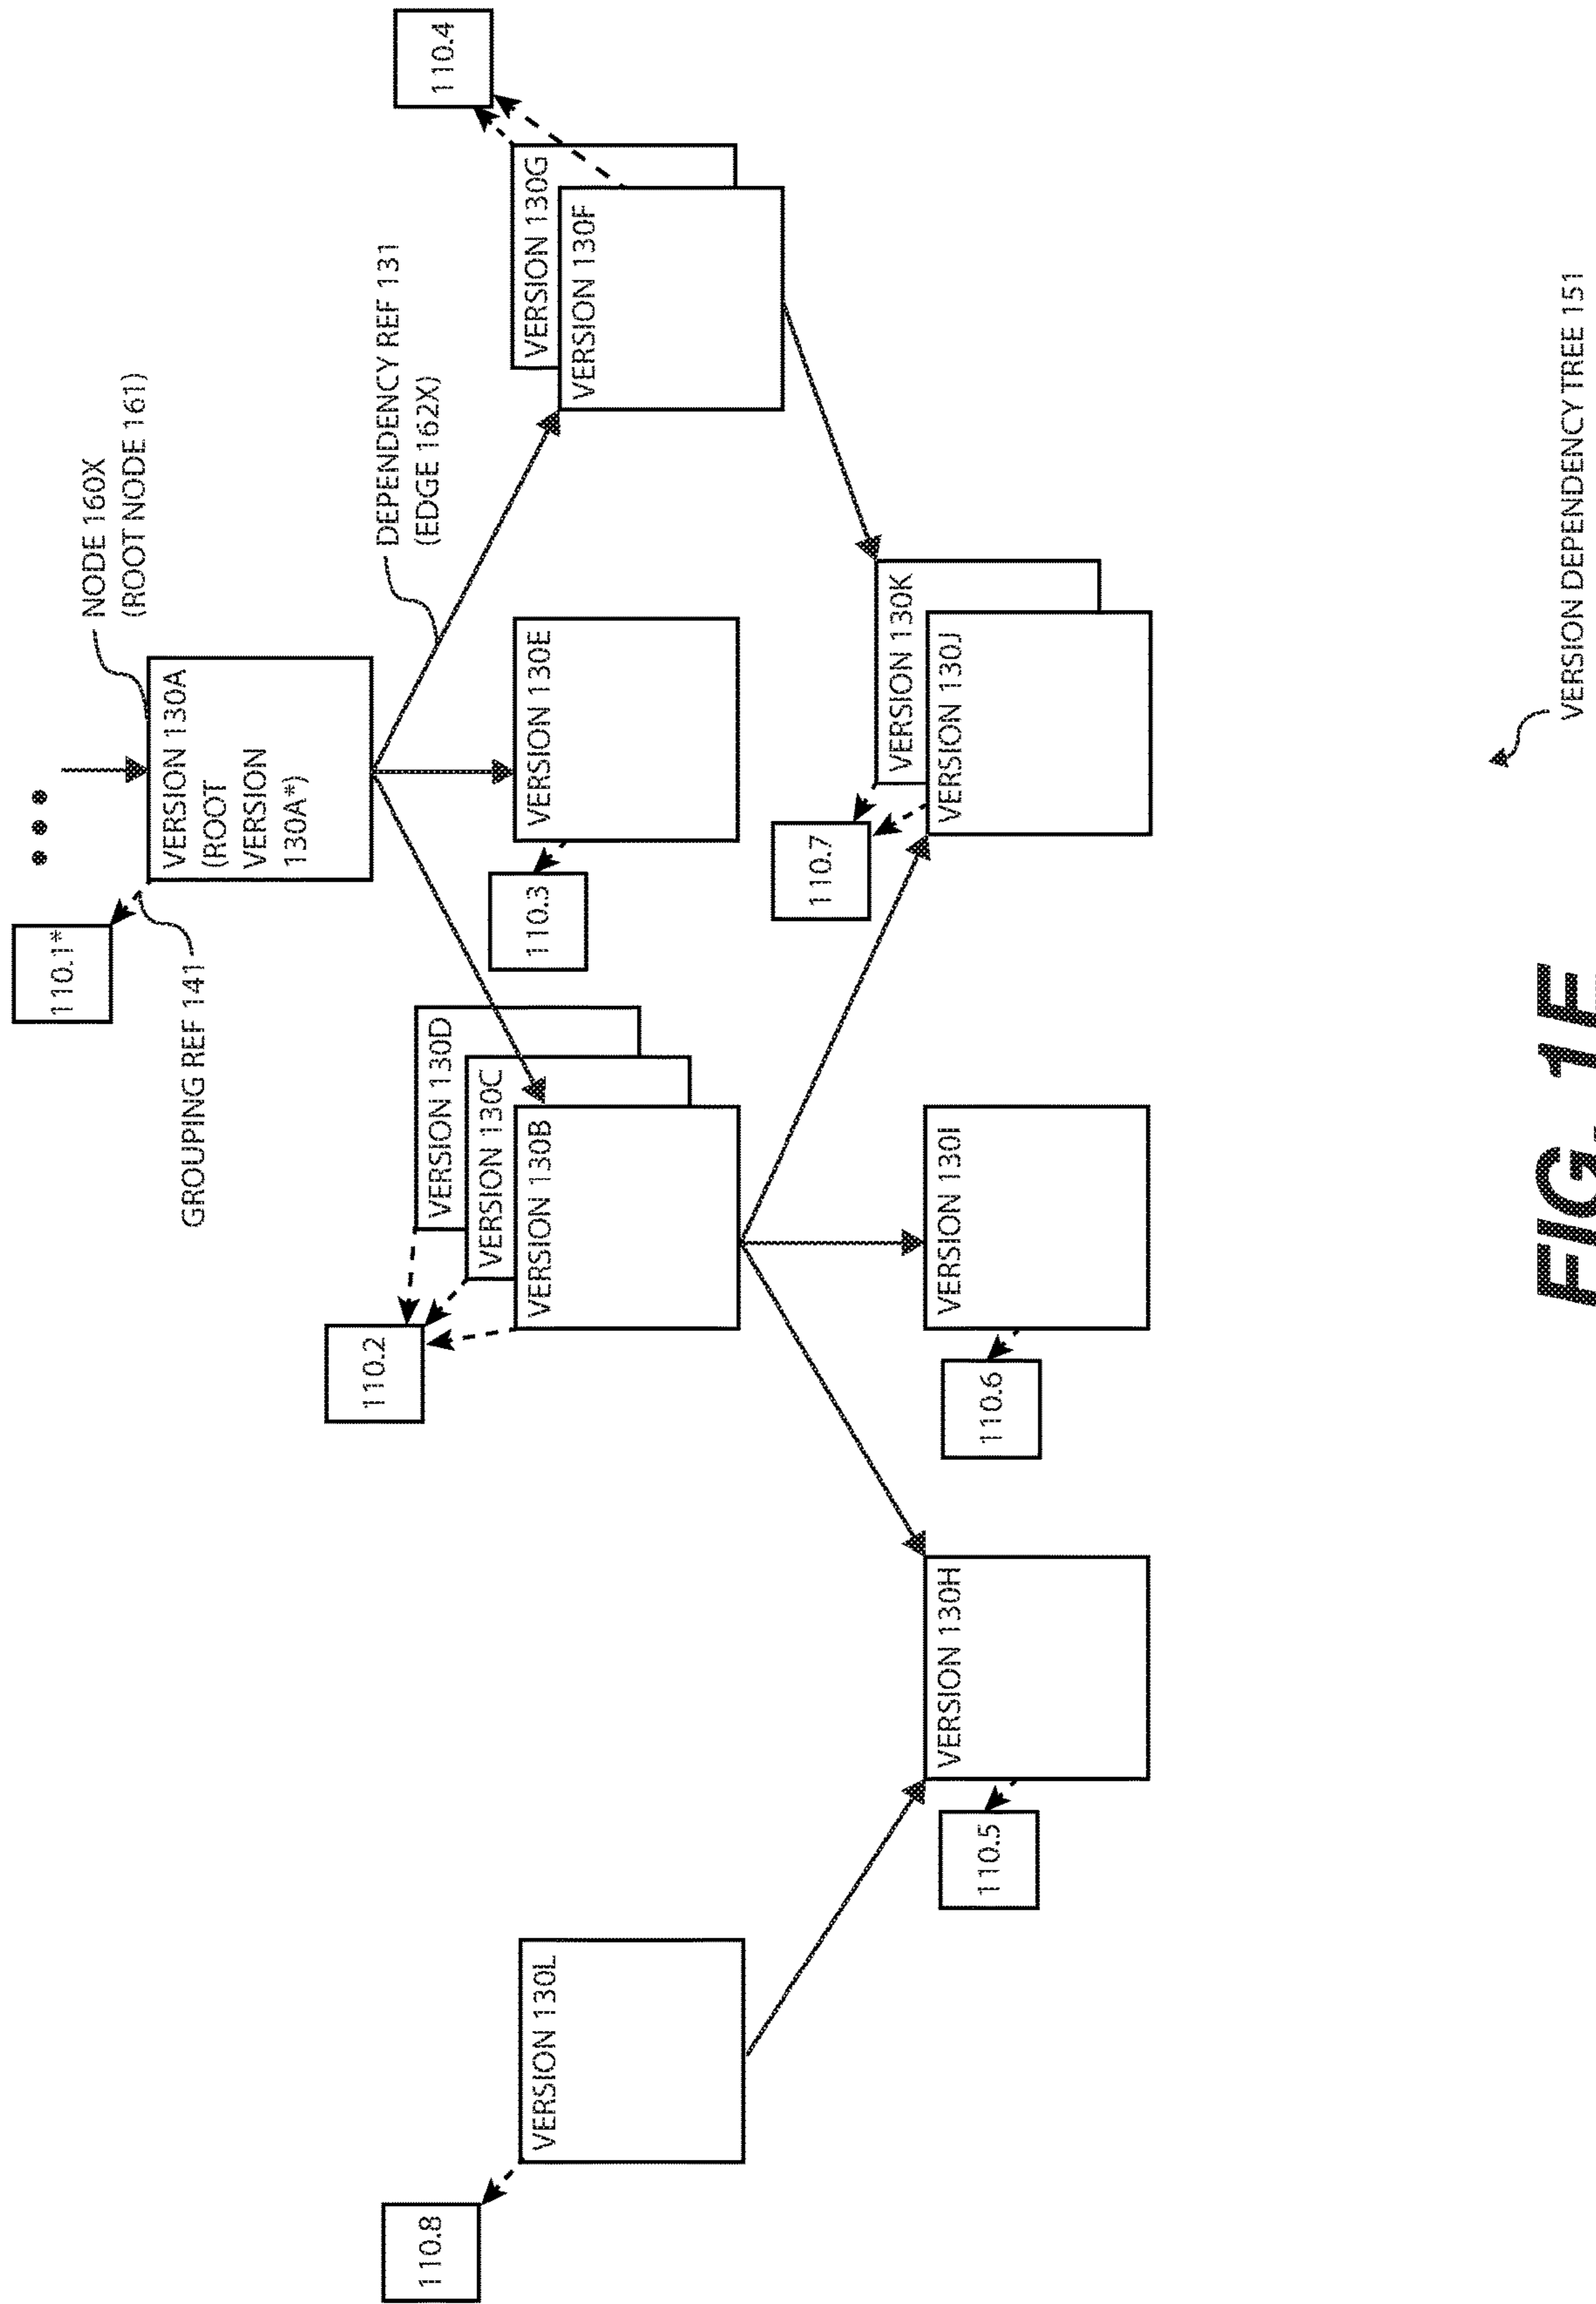 110.1*
NODE 160X
(ROOT NODE 161)
VERSION 130A
(ROOT
VERSION
130A*)
GROUPING REF 141
DEPENDENCY REF 131
(EDGE 162X)
110.2
110.8
110.4
VERSION 130D
VERSION 130C
VERSION 130B
VERSION 130L
110.3
VERSION 130E
VERSION 130G
VERSION 130F
110.7
VERSION 130K
VERSION 130J
110.5
VERSION 130H
110.6
VERSION 130I
VERSION DEPENDENCY TREE 151
FIG.